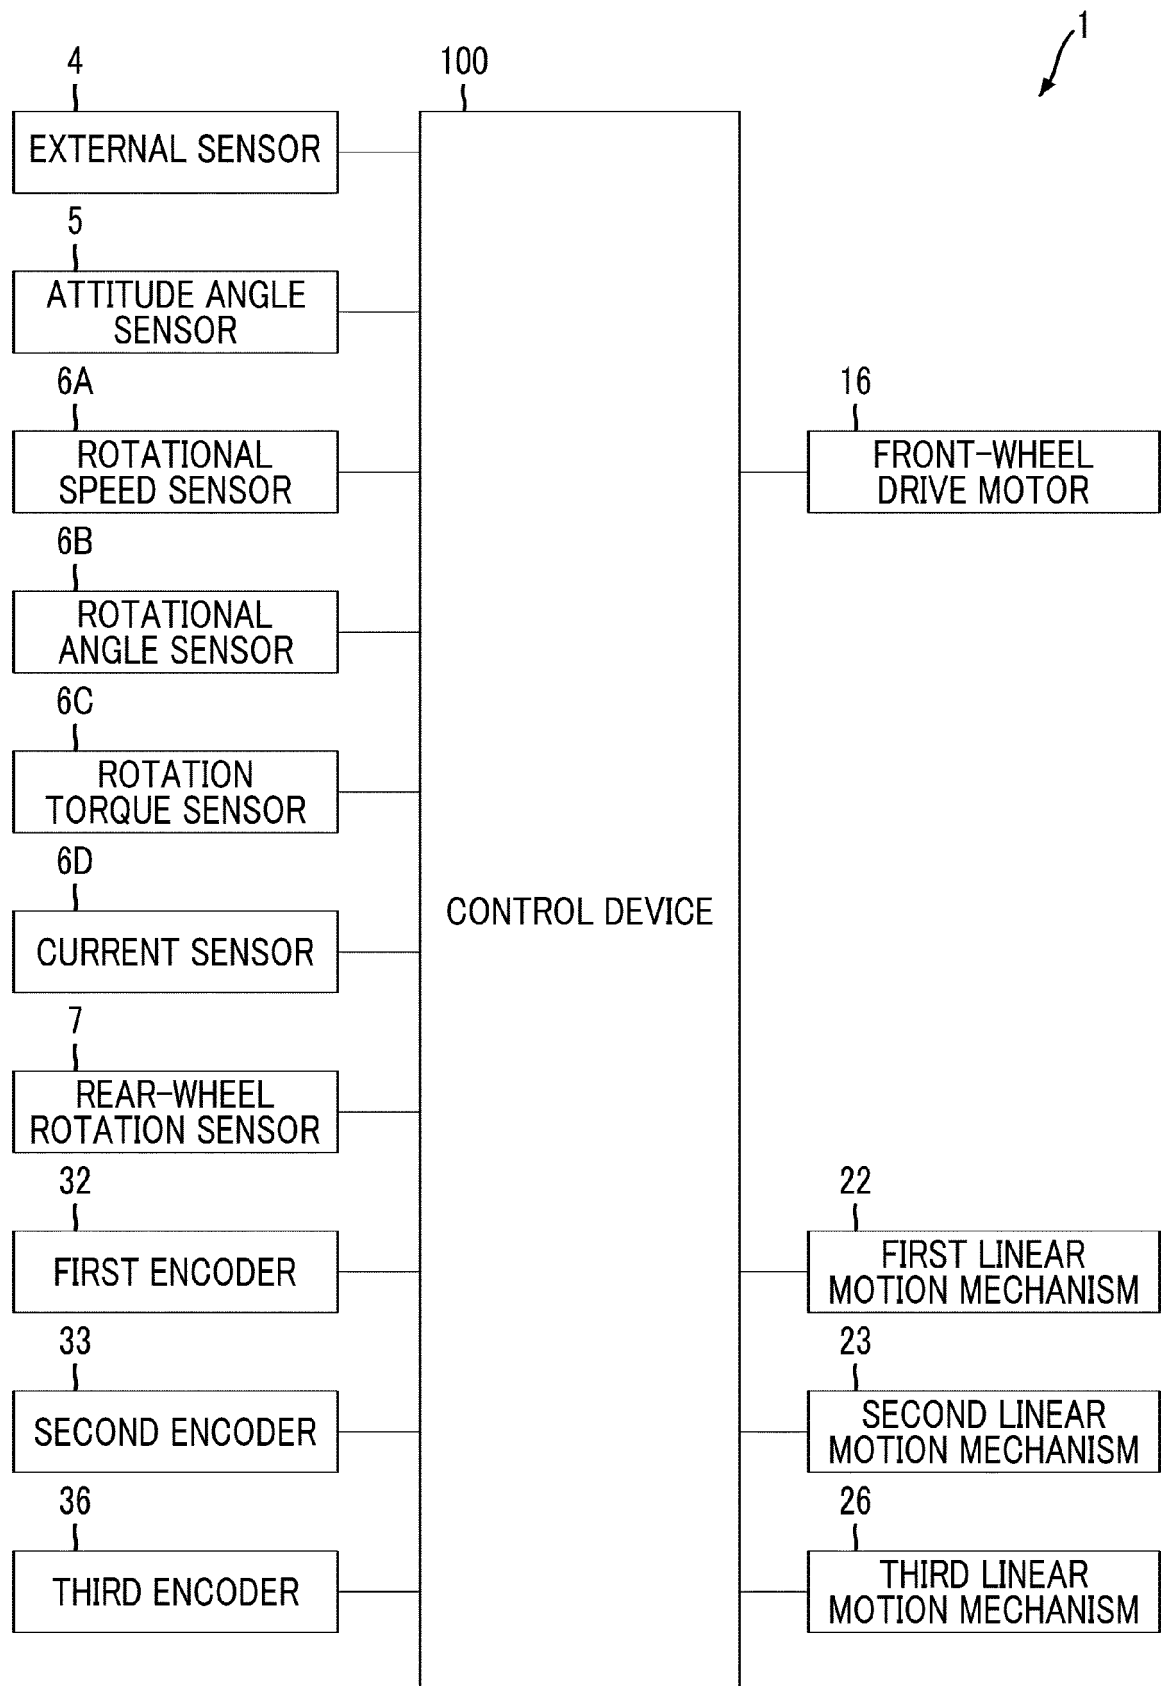 1
4
EXTERNAL SENSOR
5
ATTITUDE ANGLE
SENSOR
6A
ROTATIONAL
SPEED SENSOR
6B
ROTATIONAL
ANGLE SENSOR
6C
ROTATION
TORQUE SENSOR
6D
CURRENT SENSOR
7
REAR-WHEEL
ROTATION SENSOR
32
FIRST ENCODER
33
SECOND ENCODER
36
THIRD ENCODER
100
CONTROL DEVICE
16
FRONT-WHEEL
DRIVE MOTOR
22
FIRST LINEAR
MOTION MECHANISM
23
SECOND LINEAR
MOTION MECHANISM
26
THIRD LINEAR
MOTION MECHANISM